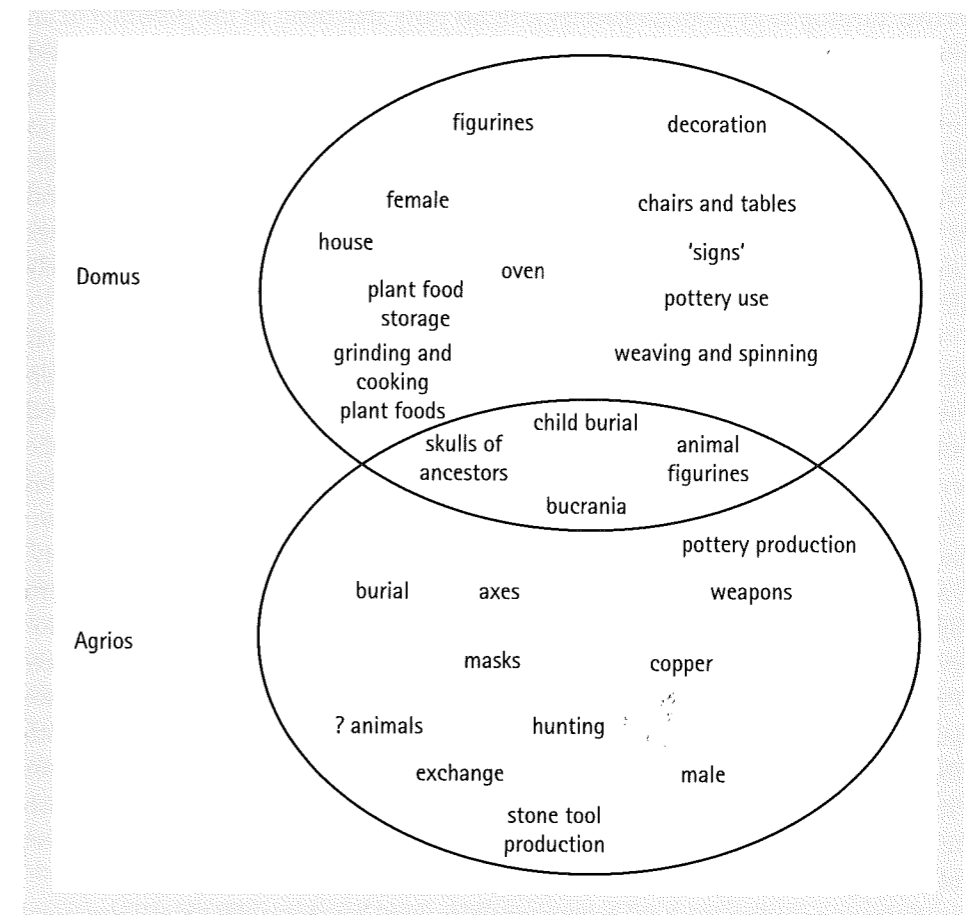 figurines
decoration
female
chairs and tables
house
'signs'
oven
Domus
plant food
storage
pottery use
grinding and
cooking
plant foods
weaving and spinning
child burial
skulls of
ancestors
animal
figurines
bucrania
pottery production
burial
axes
weapons
Agrios
masks
copper
? animals
hunting
exchange
male
stone tool
production